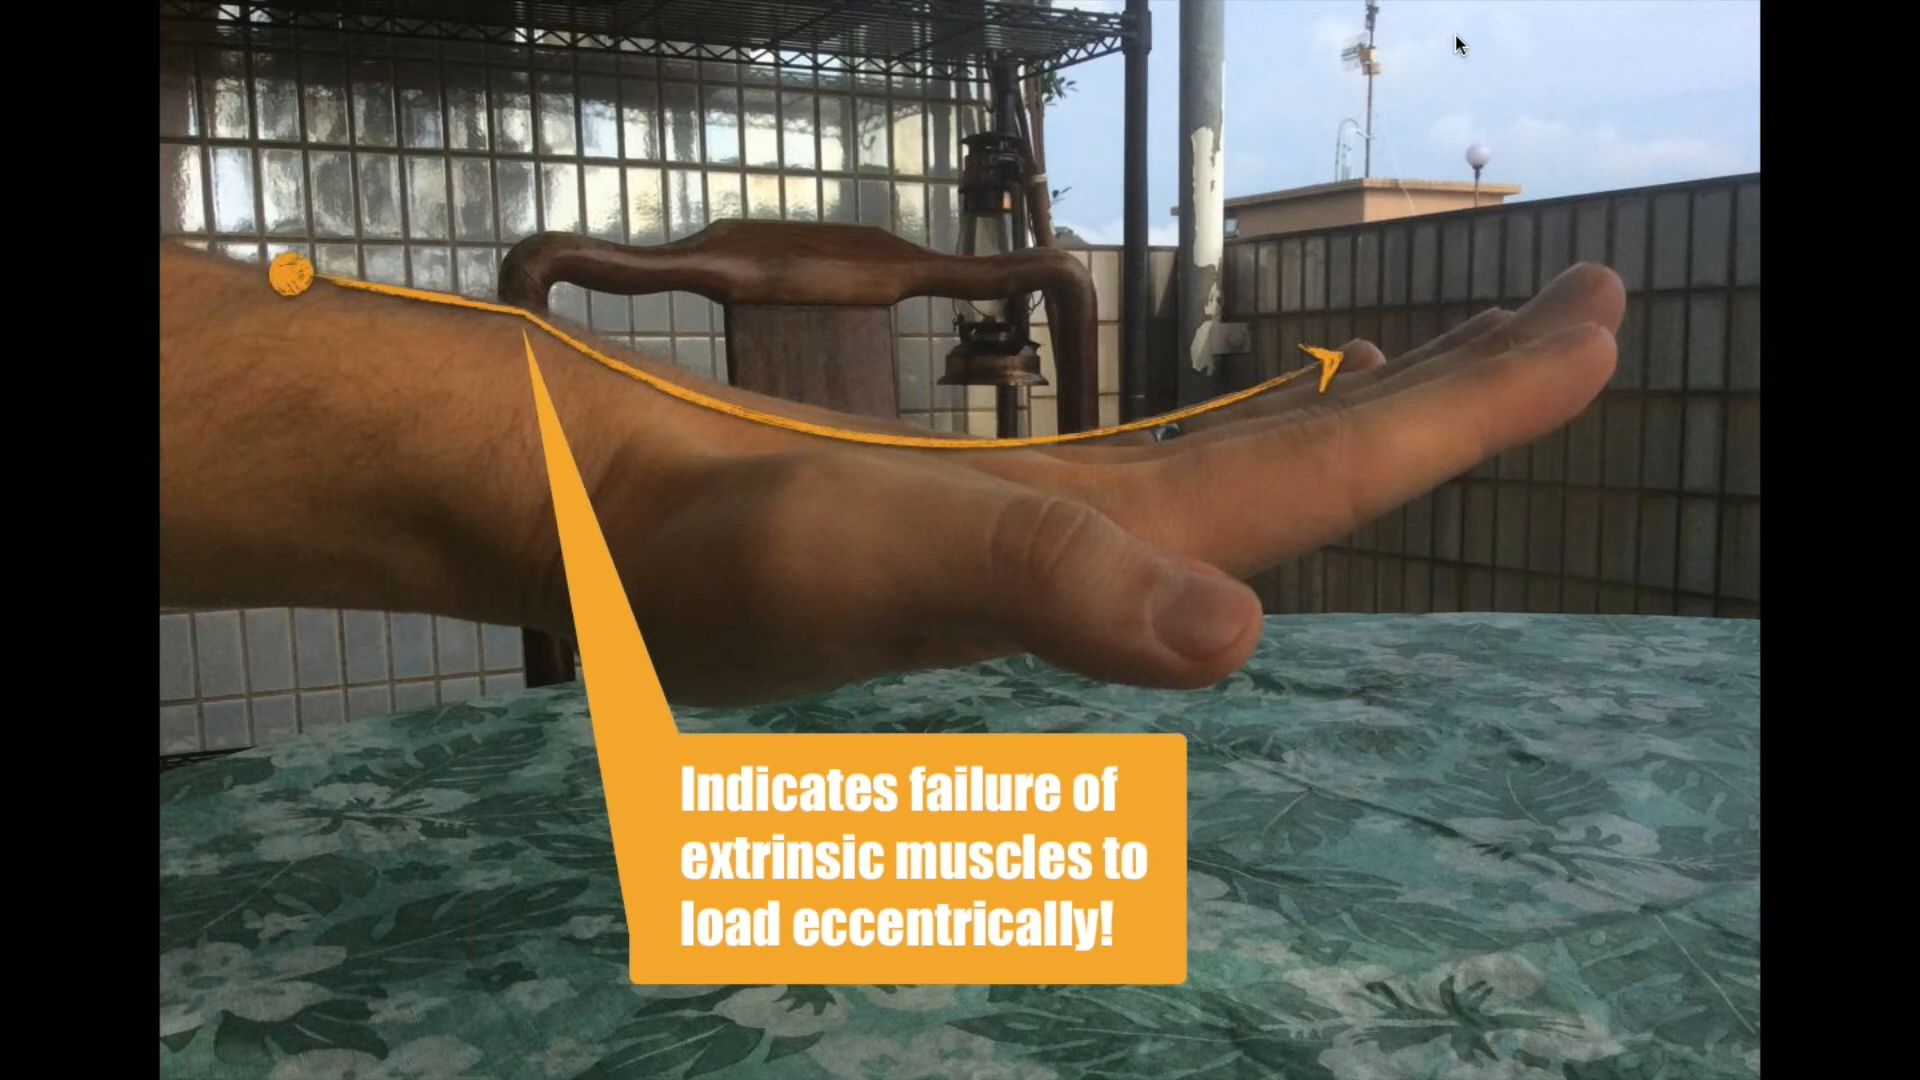 Indicates failure of
extrinsic muscles to
load eccentrically!